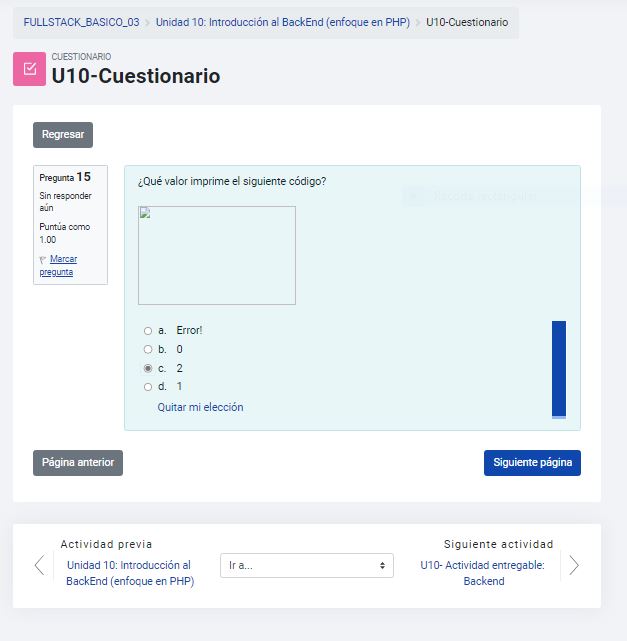 FULLSTACK_BASICO_03 > Unidad 10: Introducción al BackEnd (enfoque en PHP) > U10-Cuestionario
CUESTIONARIO
U10-Cuestionario
Regresar
Pregunta 15
Sin responder
aún
Puntúa como
1.00
Marcar
pregunta
¿Qué valor imprime el siguiente código?
a. Error!
b. 0
c. 2
d. 1
Quitar mi elección
Página anterior
Siguiente página
Actividad previa
Unidad 10: Introducción al
BackEnd (enfoque en PHP)
Ir a...
Siguiente actividad
U10- Actividad entregable:
Backend